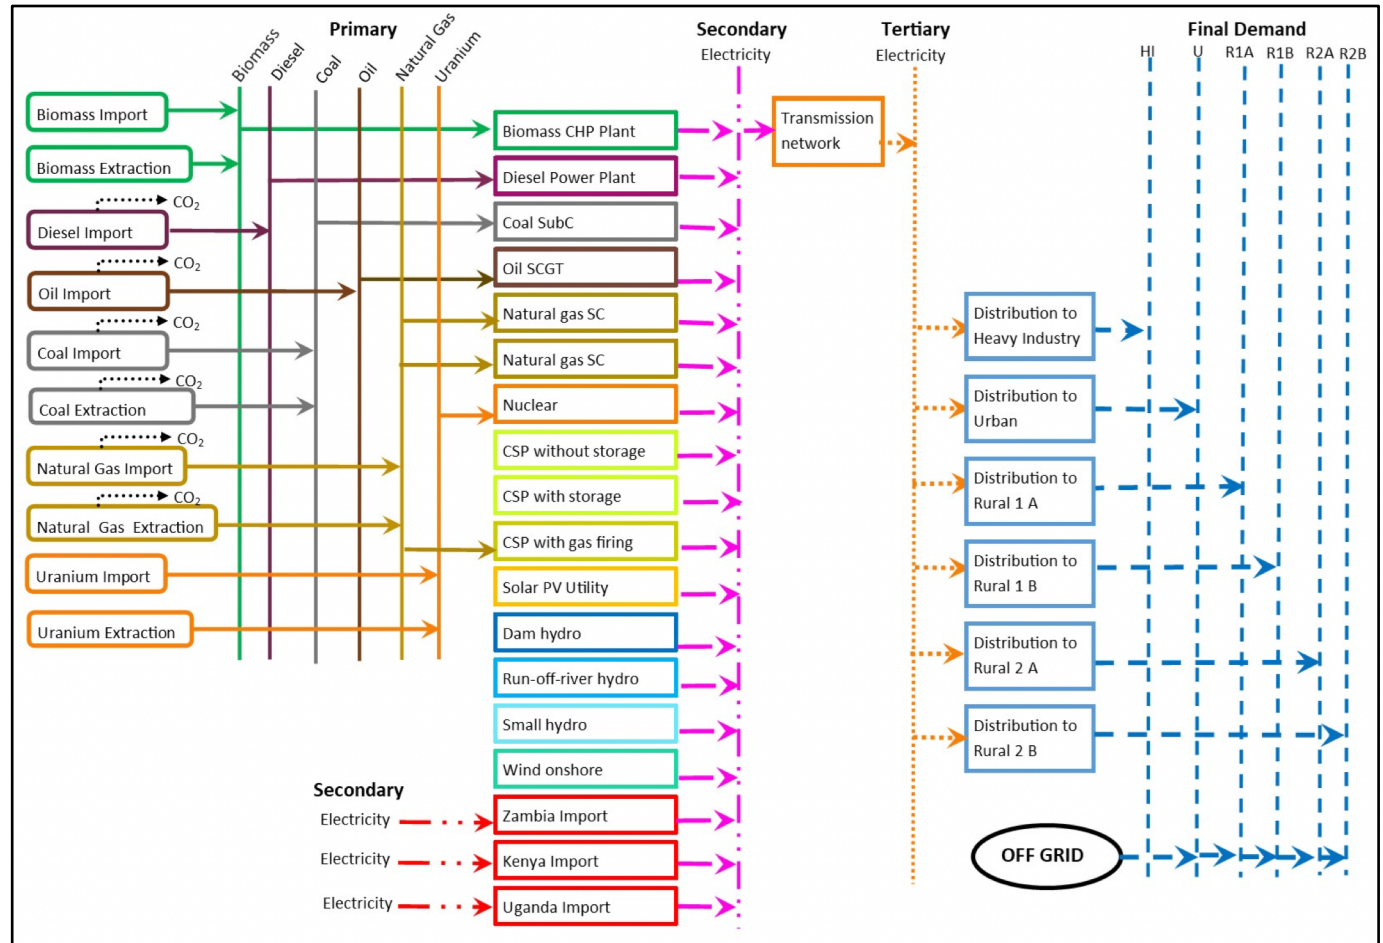 Primary
Secondary
Electricity
Tertiary
Electricity
Final Demand
HI
U
R1A
R1B
R2A
R2B
Biomass
Diesel
Coal
Oil
Natural Gas
Uranium
Biomass Import
Biomass Extraction
CO2
Diesel Import
CO2
Oil Import
CO2
Coal Import
CO2
Coal Extraction
CO2
Natural Gas Import
CO2
Natural Gas Extraction
Uranium Import
Uranium Extraction
Biomass CHP Plant
Diesel Power Plant
Coal SubC
Oil SCGT
Natural gas SC
Natural gas SC
Nuclear
CSP without storage
CSP with storage
CSP with gas firing
Solar PV Utility
Dam hydro
Run-off-river hydro
Small hydro
Wind onshore
Secondary
Electricity
Zambia Import
Electricity
Kenya Import
Electricity
Uganda Import
Transmission
network
Distribution to
Heavy Industry
Distribution to
Urban
Distribution to
Rural 1 A
Distribution to
Rural 1 B
Distribution to
Rural 2 A
Distribution to
Rural 2 B
OFF GRID